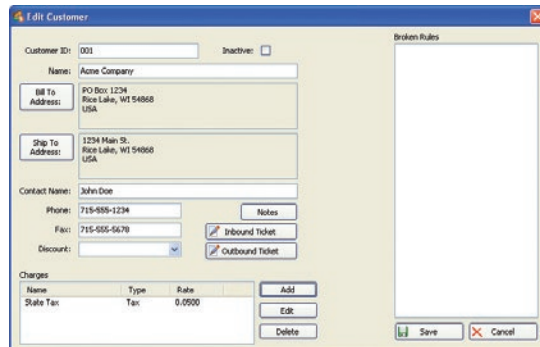 Edit Customer
Customer ID: 001 Inactive:
Name: Acme Company
Bill To
Address:
PO Box 1234
Rice Lake, WI 54868
USA
Ship To
Address:
1234 Main St.
Rice Lake, WI 54868
USA
Contact Name: John Doe
Phone: 715-555-1234
Notes
Fax: 715-555-5678
Inbound Ticket
Discount:
Outbound Ticket
Charges
Name Type Rate
State Tax Tax 0.0500
Add
Edit
Delete
Broken Rules
Save Cancel